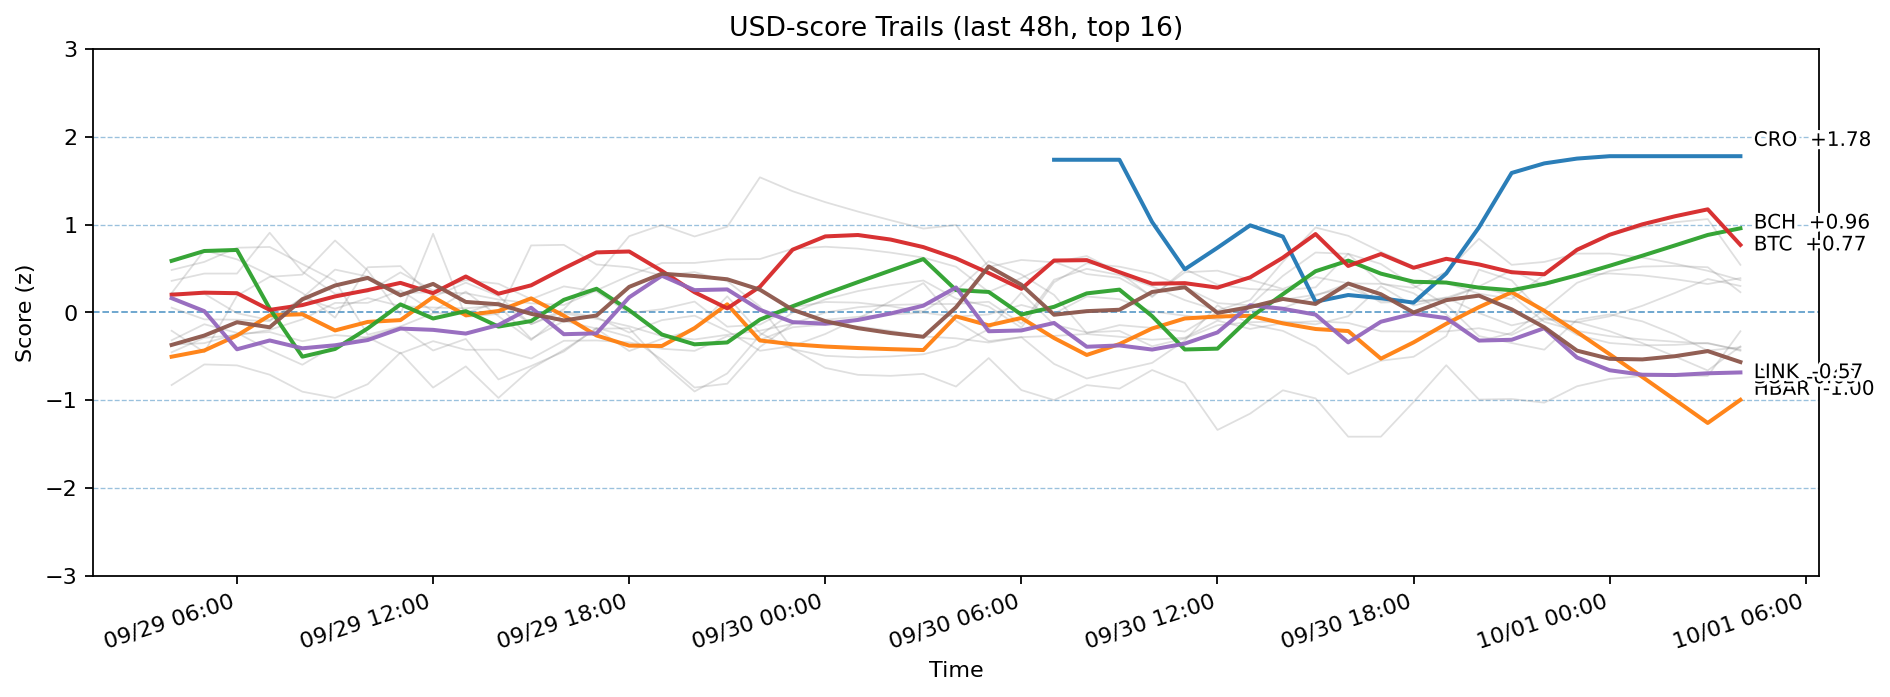 USD-score Trails (last 48h, top 16)
Score (z)
3
2
1
0
−1
−2
−3
CRO +1.78
BCH +0.96
BTC +0.77
LINK -0.57
HBAR -1.00
09/29 06:00
09/29 12:00
09/29 18:00
09/30 00:00
09/30 06:00
09/30 12:00
09/30 18:00
10/01 00:00
10/01 06:00
Time